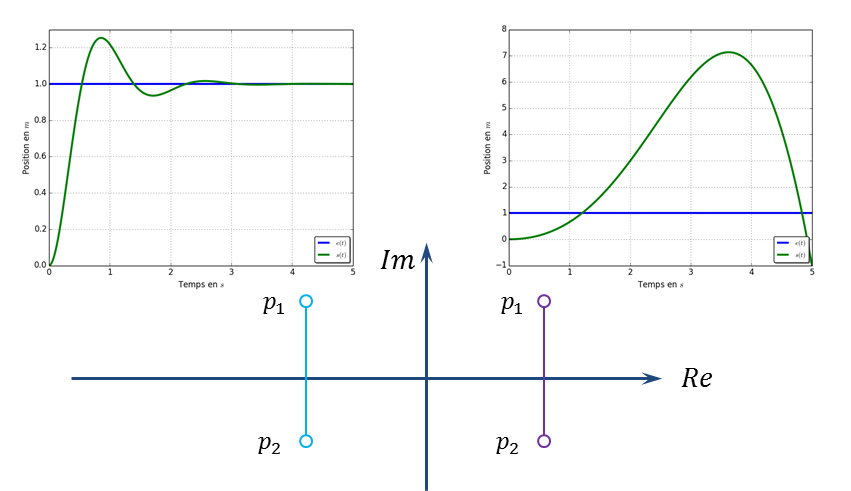 1.2
1.0
0.8
0.6
0.4
0.2
0.0
Position en m
0 1 2 3 4 5
Temps en s
e(t)
s(t)
8
7
6
5
4
3
2
1
0
−1
Position en m
0 1 2 3 4 5
Temps en s
e(t)
s(t)
Im
p1 p1
Re
p2 p2